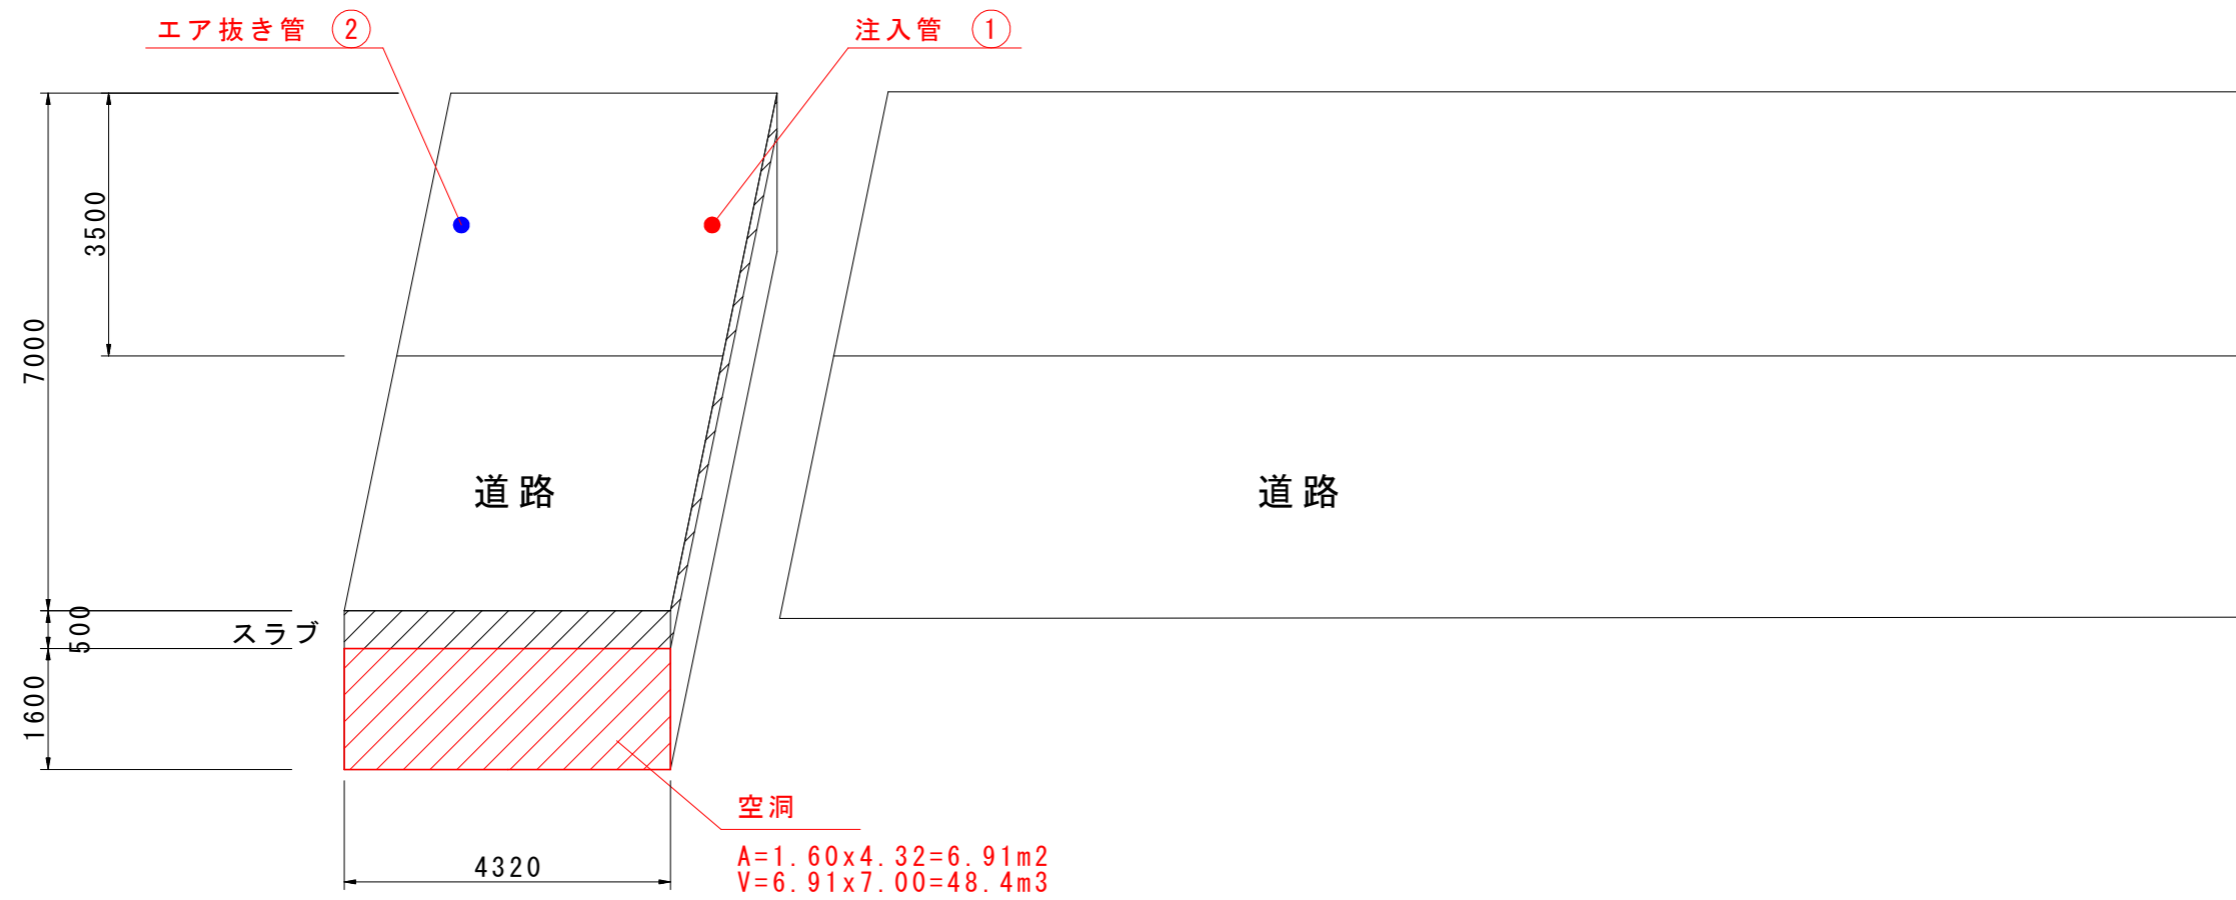 エア抜き管 ②
注入管 ①
3500
7000
道路
道路
スラブ
500
1600
空洞
4320
A=1.60x4.32=6.91m2
V=6.91x7.00=48.4m3